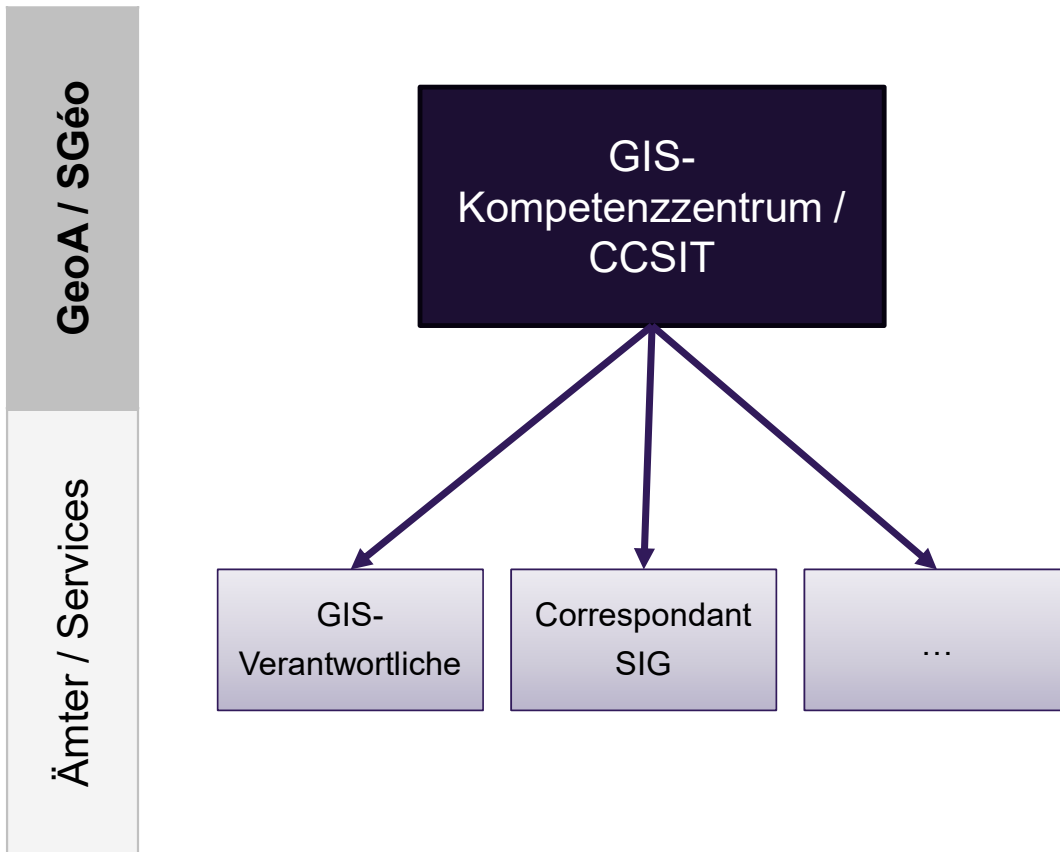 GeoA / SGéo
GIS-
Kompetenzzentrum /
CCSIT
Ämter / Services
GIS-
Verantwortliche
Correspondant
SIG
…